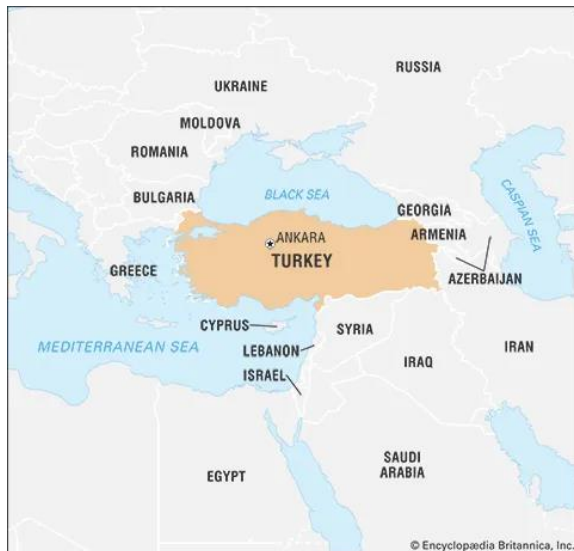 RUSSIA
UKRAINE
MOLDOVA
ROMANIA
BLACK SEA
CASPIAN SEA
BULGARIA
GEORGIA
ARMENIA
ANKARA
TURKEY
GREECE
AZERBAIJAN
CYPRUS
SYRIA
MEDITERRANEAN SEA
LEBANON
IRAQ
IRAN
ISRAEL
SAUDI
ARABIA
EGYPT
© Encyclopædia Britannica, Inc.